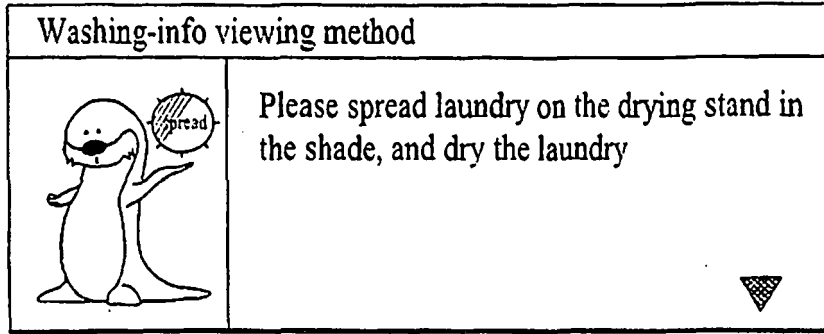 Washing-info viewing method
spread
Please spread laundry on the drying stand in
the shade, and dry the laundry